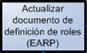 Actualizar
documento de
definición de roles
(EARP)